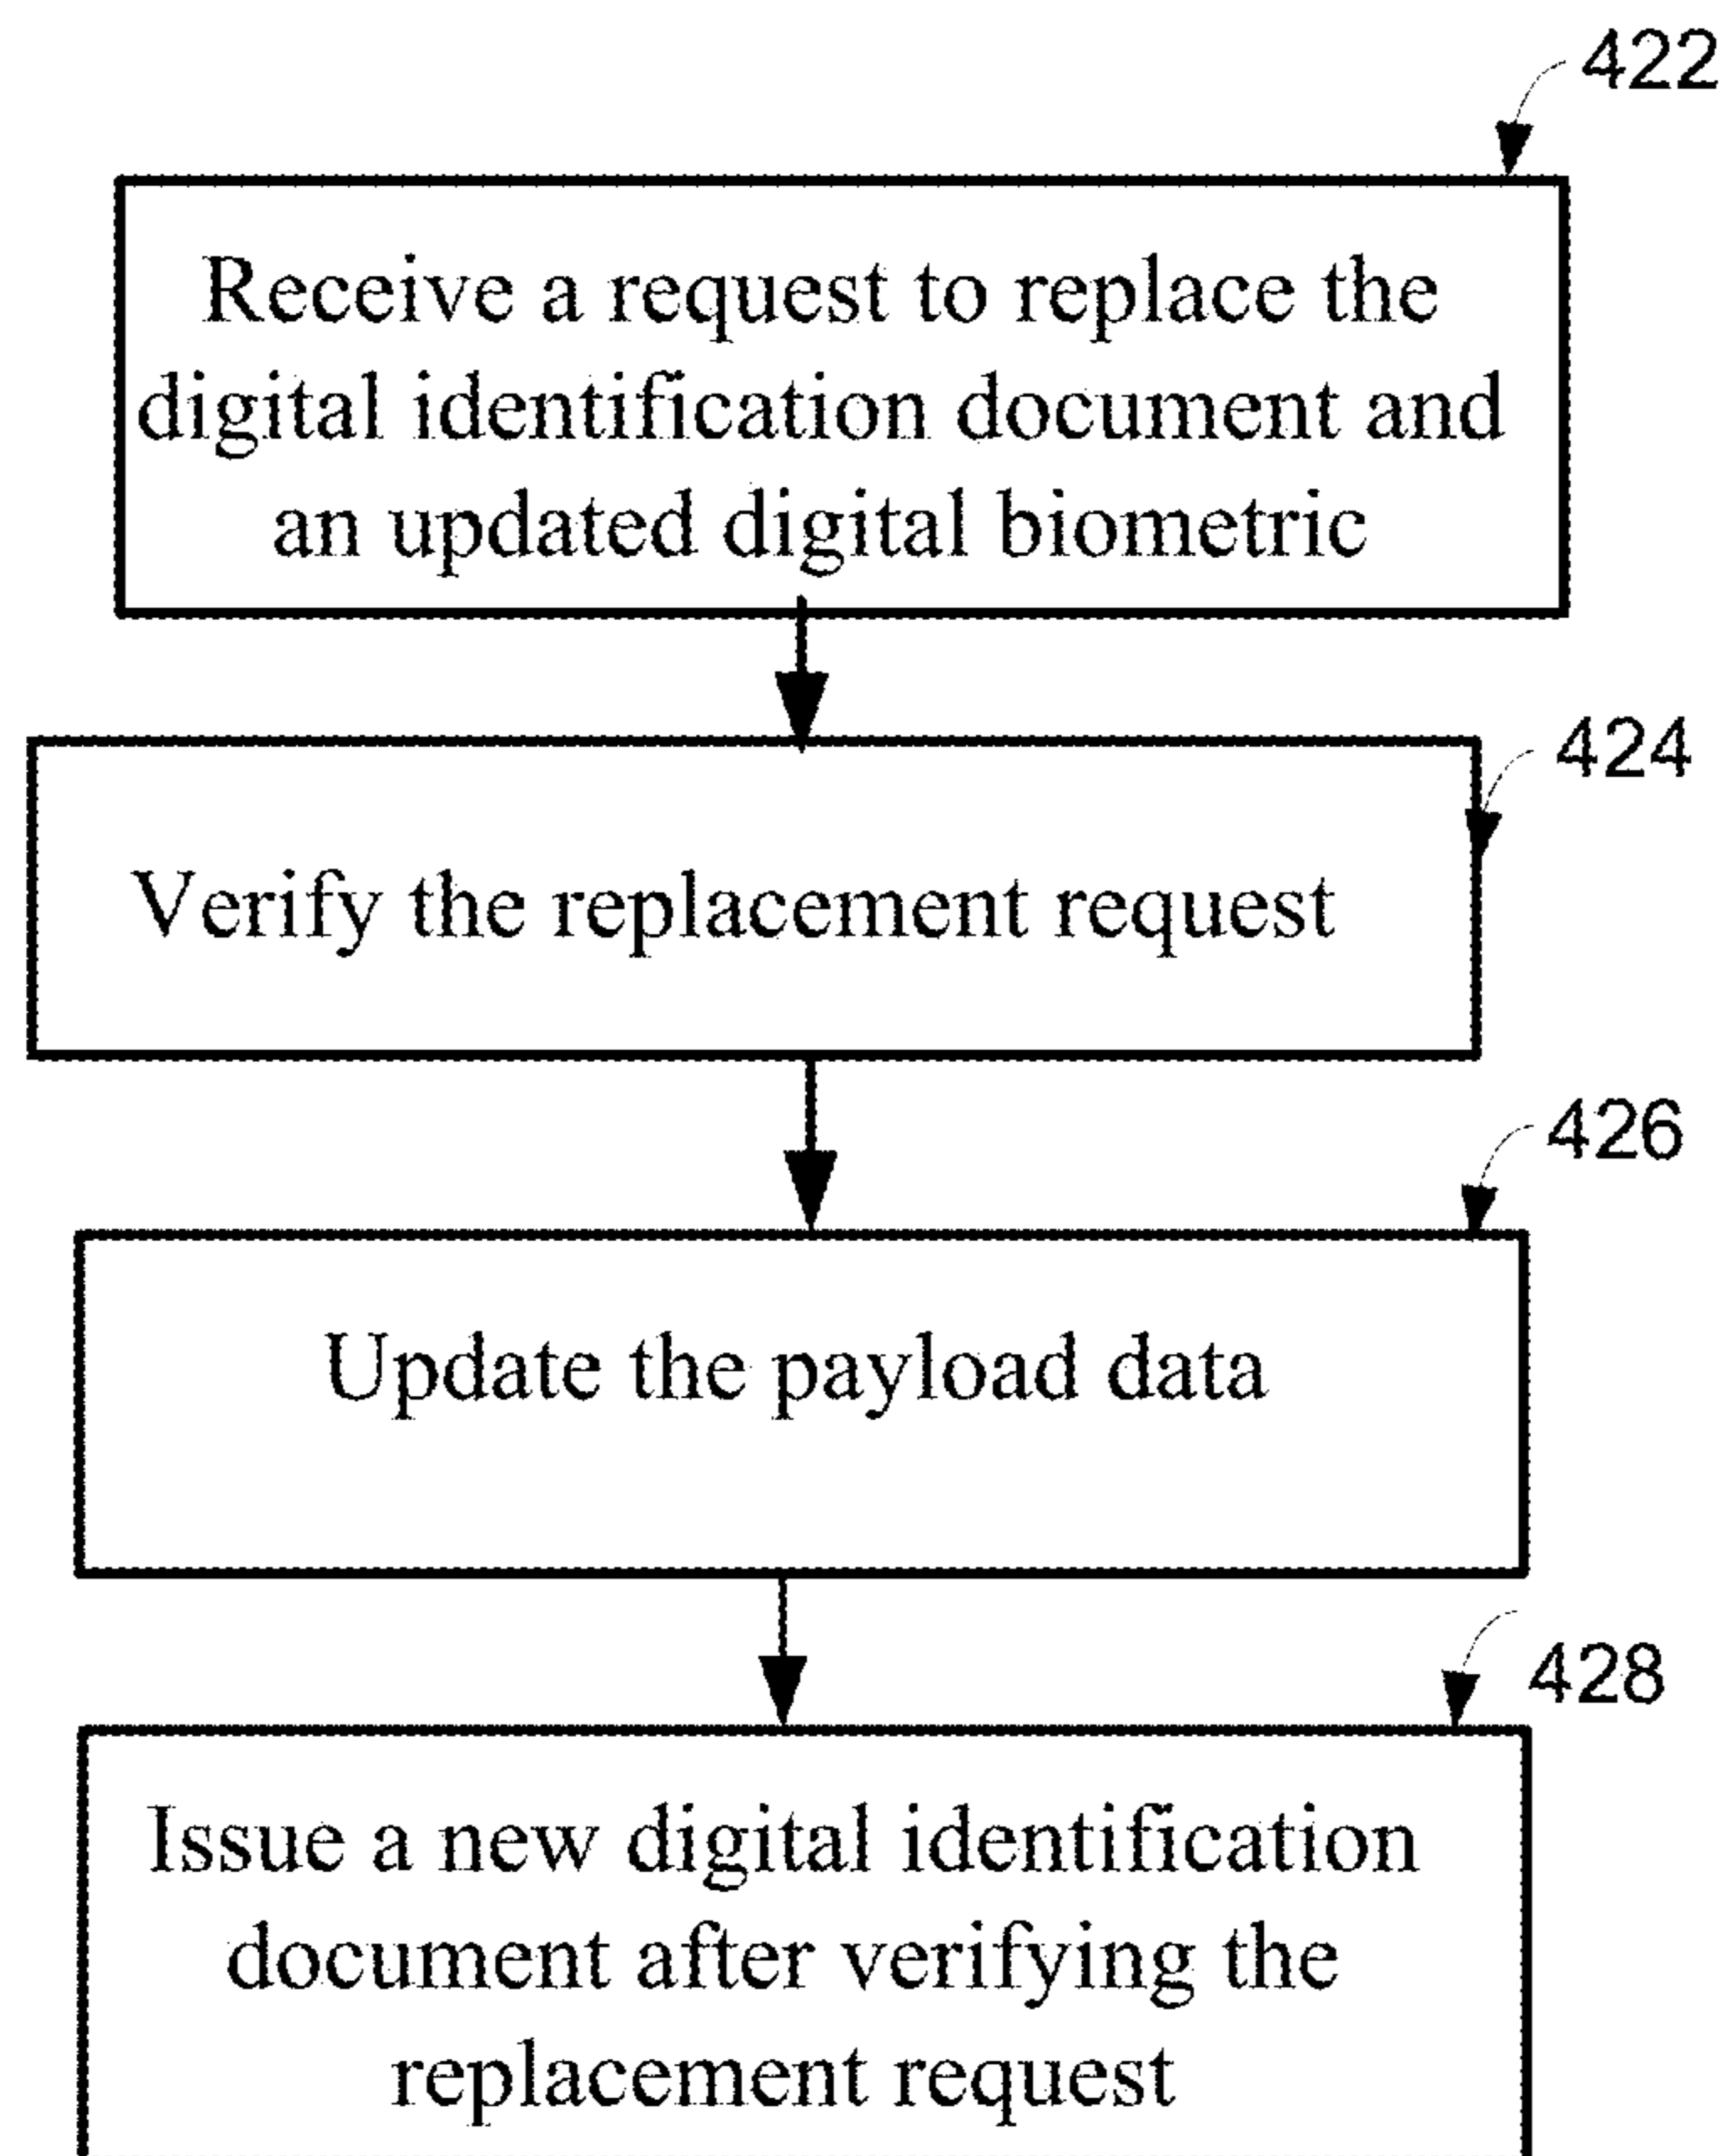 422
Receive a request to replace the
digital identification document and
an updated digital biometric
424
Verify the replacement request
426
Update the payload data
428
Issue a new digital identification
document after verifying the
replacement request